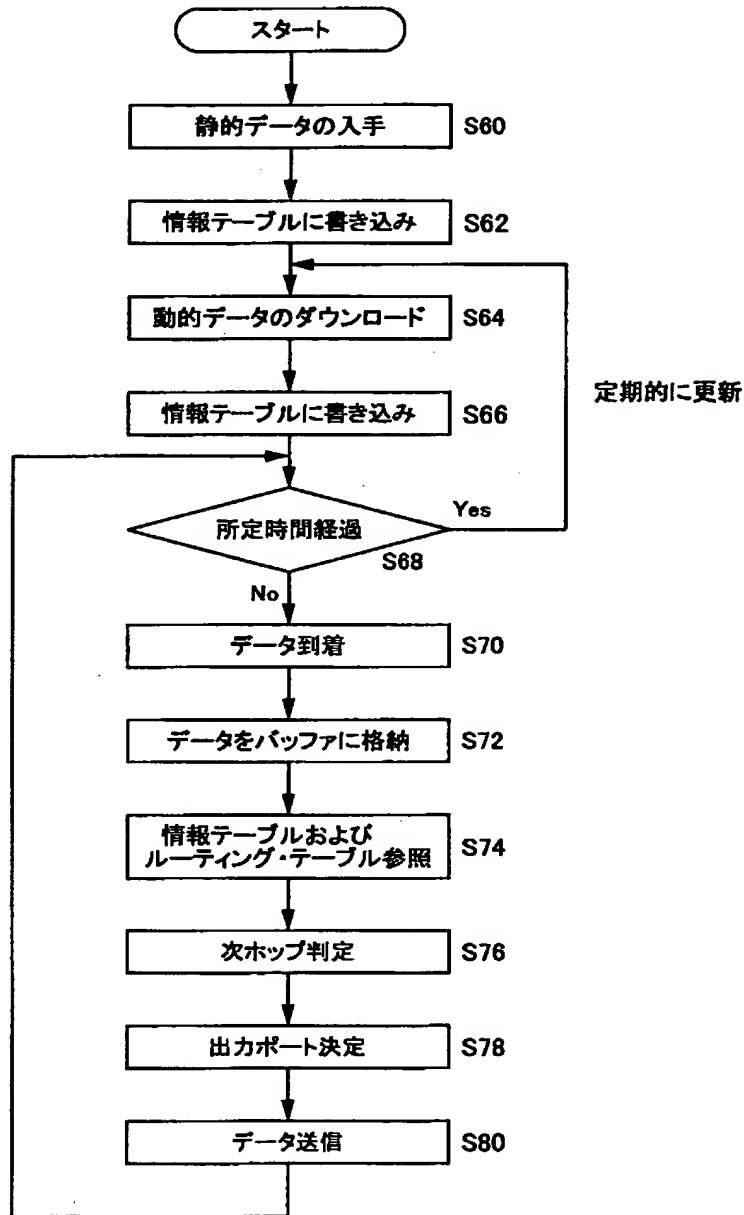 スタート
静的データの入手 S60
情報テーブルに書き込み S62
動的データのダウンロード S64
定期的に更新
情報テーブルに書き込み S66
Yes
所定時間経過
S68
No
データ到着 S70
データをバッファに格納 S72
情報テーブルおよび
ルーティング・テーブル参照 S74
次ホップ判定 S76
出力ポート決定 S78
データ送信 S80